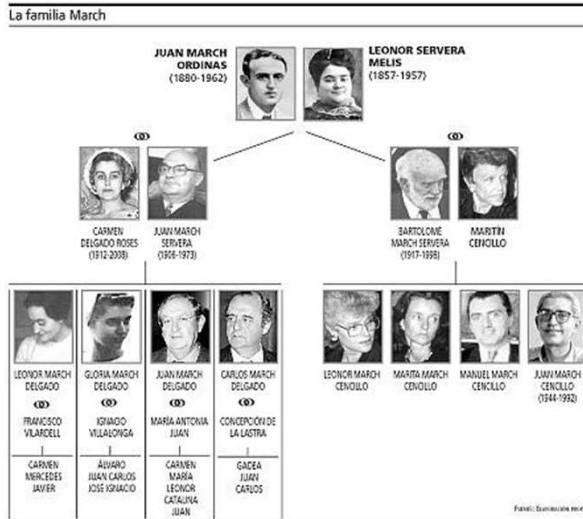 La familia March
JUAN MARCH
ORDINAS
(1880-1962)
LEONOR SERVERA
MELIS
(1857-1957)
CARMEN
DELGADO ROSES
(1912-2008)
JUAN MARCH
SERVERA
(1906-1973)
BARTOLOMÉ
MARCH SERVERA
(1917-1998)
MARITÍN
CENCILLO
LEONOR MARCH
DELGADO
FRANCISCO
VILARDELL
CARMEN
MERCEDES
JAVIER
GLORIA MARCH
DELGADO
IGNACIO
VILLALONGA
ÁLVARO
JUAN CARLOS
JOSÉ IGNACIO
JUAN MARCH
DELGADO
MARÍA ANTONIA
JUAN
CARMEN
MARÍA
LEONOR
CATALINA
JUAN
CARLOS MARCH
DELGADO
CONCEPCIÓN DE
LA LASTRA
GADEA
JUAN
CARLOS
LEONOR MARCH
CENCILLO
MARITA MARCH
CENCILLO
MANUEL MARCH
CENCILLO
JUAN MARCH
CENCILLO
(1944-1992)